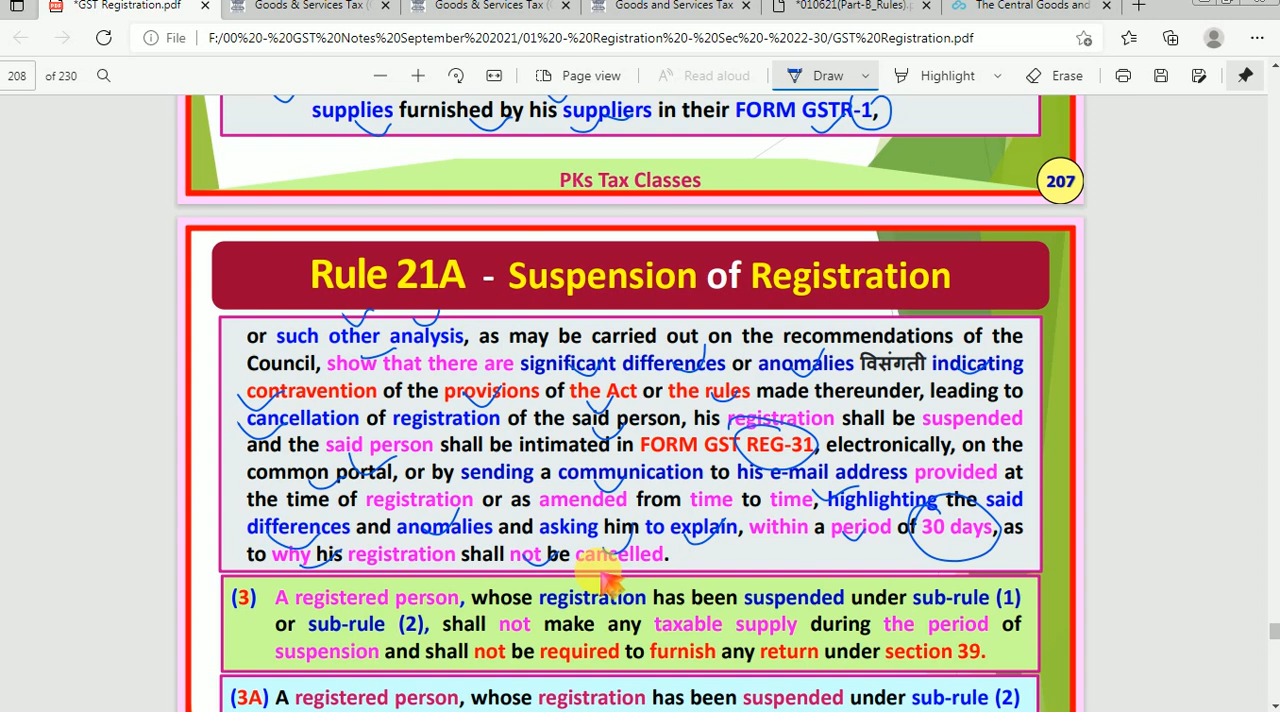 *GST Registration.pdf
Goods & Services Tax (
Goods & Services Tax (
Goods and Services Tax
*010621(Part-B_Rules).p
The Central Goods and
File F:/00%20-%20GST%20Notes%20September%202021/01%20-%20Registration%20-%20Sec%20-%2022-30/GST%20Registration.pdf
208 of 230 Page view Read aloud Draw Highlight Erase
supplies furnished by his suppliers in their FORM GSTR-1,
PKs Tax Classes
207
Rule 21A - Suspension of Registration
or such other analysis, as may be carried out on the recommendations of the
Council, show that there are significant differences or anomalies विसंगती indicating
contravention of the provisions of the Act or the rules made thereunder, leading to
cancellation of registration of the said person, his registration shall be suspended
and the said person shall be intimated in FORM GST REG-31, electronically, on the
common portal, or by sending a communication to his e-mail address provided at
the time of registration or as amended from time to time, highlighting the said
differences and anomalies and asking him to explain, within a period of 30 days, as
to why his registration shall not be cancelled.
(3) A registered person, whose registration has been suspended under sub-rule (1)
or sub-rule (2), shall not make any taxable supply during the period of
suspension and shall not be required to furnish any return under section 39.
(3A) A registered person, whose registration has been suspended under sub-rule (2)